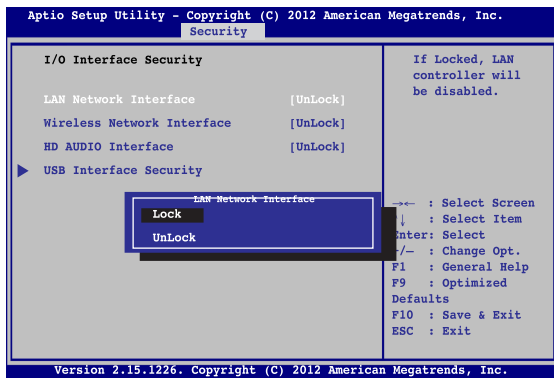 Aptio Setup Utility – Copyright (C) 2012 American Megatrends, Inc.
Security
I/O Interface Security
LAN Network Interface [UnLock]
Wireless Network Interface [UnLock]
HD AUDIO Interface [UnLock]
USB Interface Security
If Locked, LAN
controller will
be disabled.
LAN Network Interface
Lock
UnLock
→← : Select Screen
↓ : Select Item
Enter: Select
+/— : Change Opt.
F1 : General Help
F9 : Optimized
Defaults
F10 : Save & Exit
ESC : Exit
Version 2.15.1226. Copyright (C) 2012 American Megatrends, Inc.